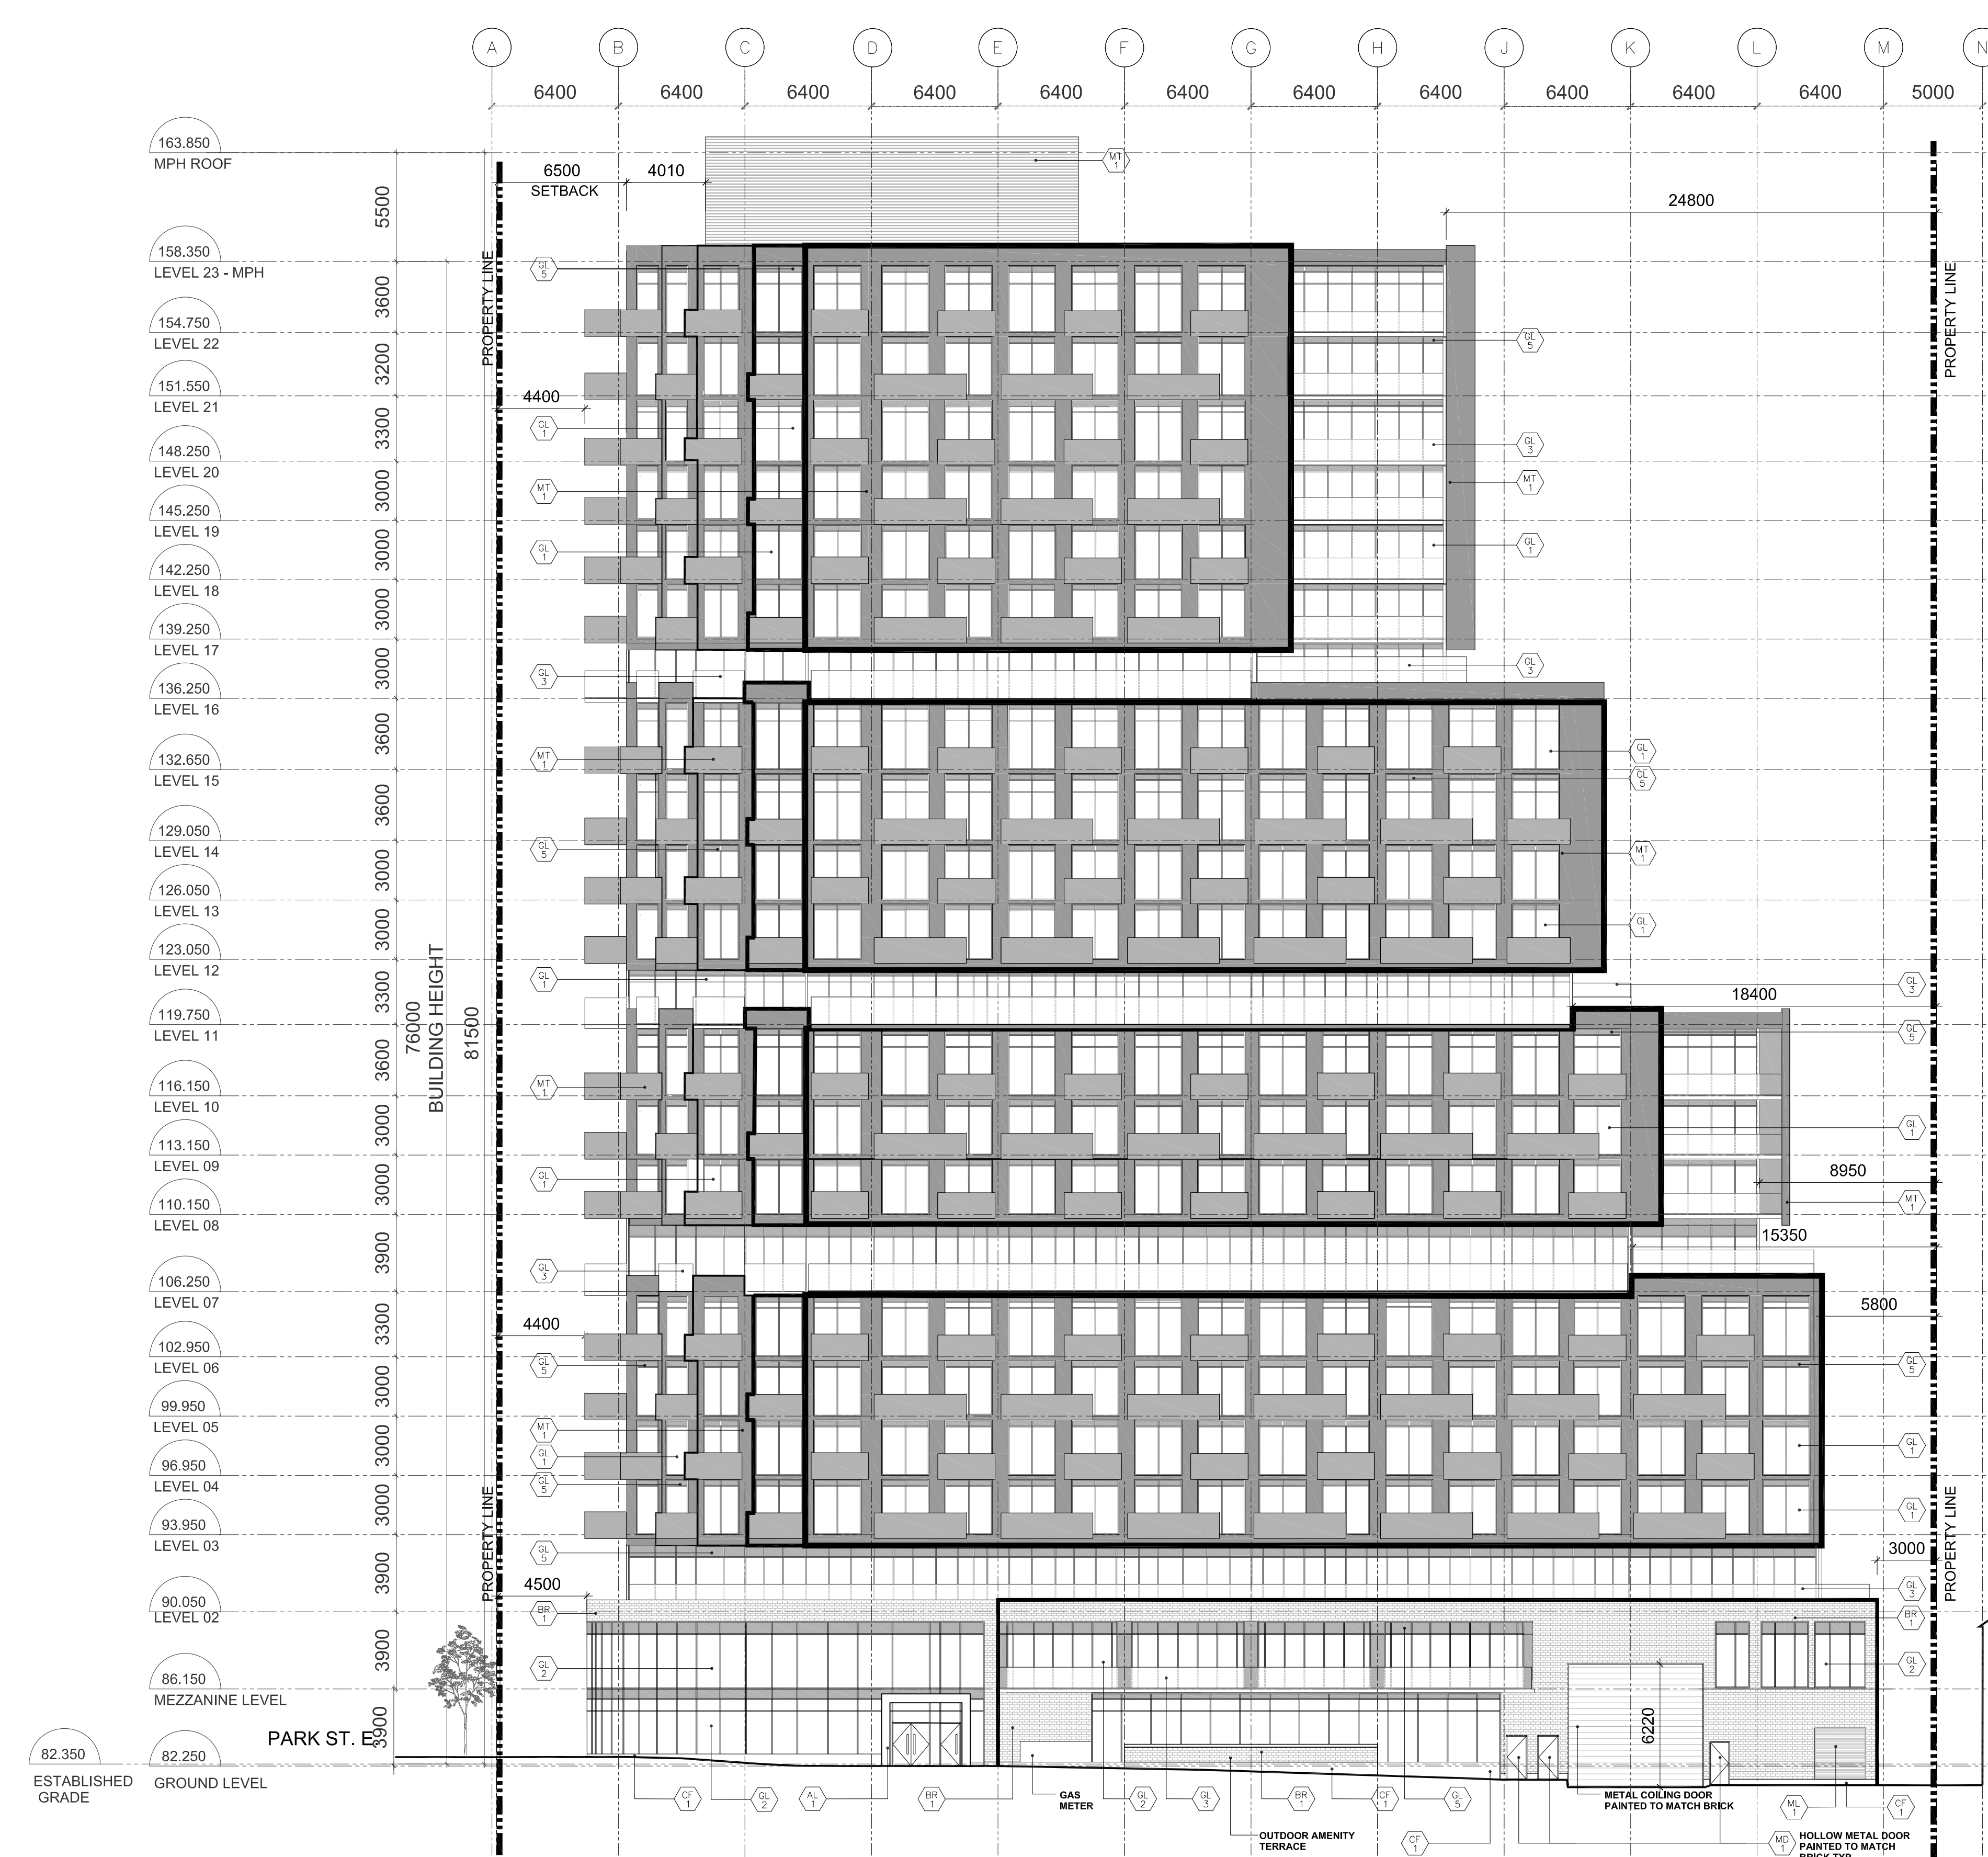 A B C D E F G H J K L M N
6400 6400 6400 6400 6400 6400 6400 6400 6400 6400 6400 5000
163.850
MPH ROOF
MT 1
6500 4010
SETBACK
5500
24800
158.350
LEVEL 23 - MPH
GL 5
PROPERTY LINE
PROPERTY LINE
3600
154.750
LEVEL 22
GL 5
3200
151.550
LEVEL 21
4400
3300
GL 1
148.250
LEVEL 20
GL 3
3000
MT 1
MT 1
145.250
LEVEL 19
3000
GL 1
GL 1
142.250
LEVEL 18
3000
139.250
LEVEL 17
3000
GL 3
GL 3
136.250
LEVEL 16
3600
MT 1
GL 1
132.650
LEVEL 15
GL 5
3600
129.050
LEVEL 14
GL 5
MT 1
3000
126.050
LEVEL 13
3000
GL 1
123.050
LEVEL 12
3300
GL 1
GL 3
18400
119.750
LEVEL 11
76000
BUILDING HEIGHT
81500
GL 5
3600
116.150
LEVEL 10
MT 1
3000
GL 1
113.150
LEVEL 09
3000
GL 1
8950
MT 1
110.150
LEVEL 08
15350
3900
GL 3
106.250
LEVEL 07
3300
4400
5800
102.950
LEVEL 06
GL 5
GL 5
3000
99.950
LEVEL 05
MT 1
3000
GL 1
GL 1
96.950
LEVEL 04
GL 5
3000
GL 1
PROPERTY LINE
PROPERTY LINE
93.950
LEVEL 03
GL 5
3000
3900
4500
GL 3
90.050
LEVEL 02
BR 1
BR 1
3900
GL 2
GL 2
86.150
MEZZANINE LEVEL
3900
6220
PARK ST. E
82.350
ESTABLISHED
GRADE
82.250
GROUND LEVEL
CF 1
GL 2
AL 1
BR 1
GAS
METER
GL 2
GL 3
BR 1
CF 1
GL 5
METAL COILING DOOR
PAINTED TO MATCH BRICK
ML 1
CF 1
OUTDOOR AMENITY
TERRACE
CF 1
MD 1
HOLLOW METAL DOOR
PAINTED TO MATCH
BRICK TYP